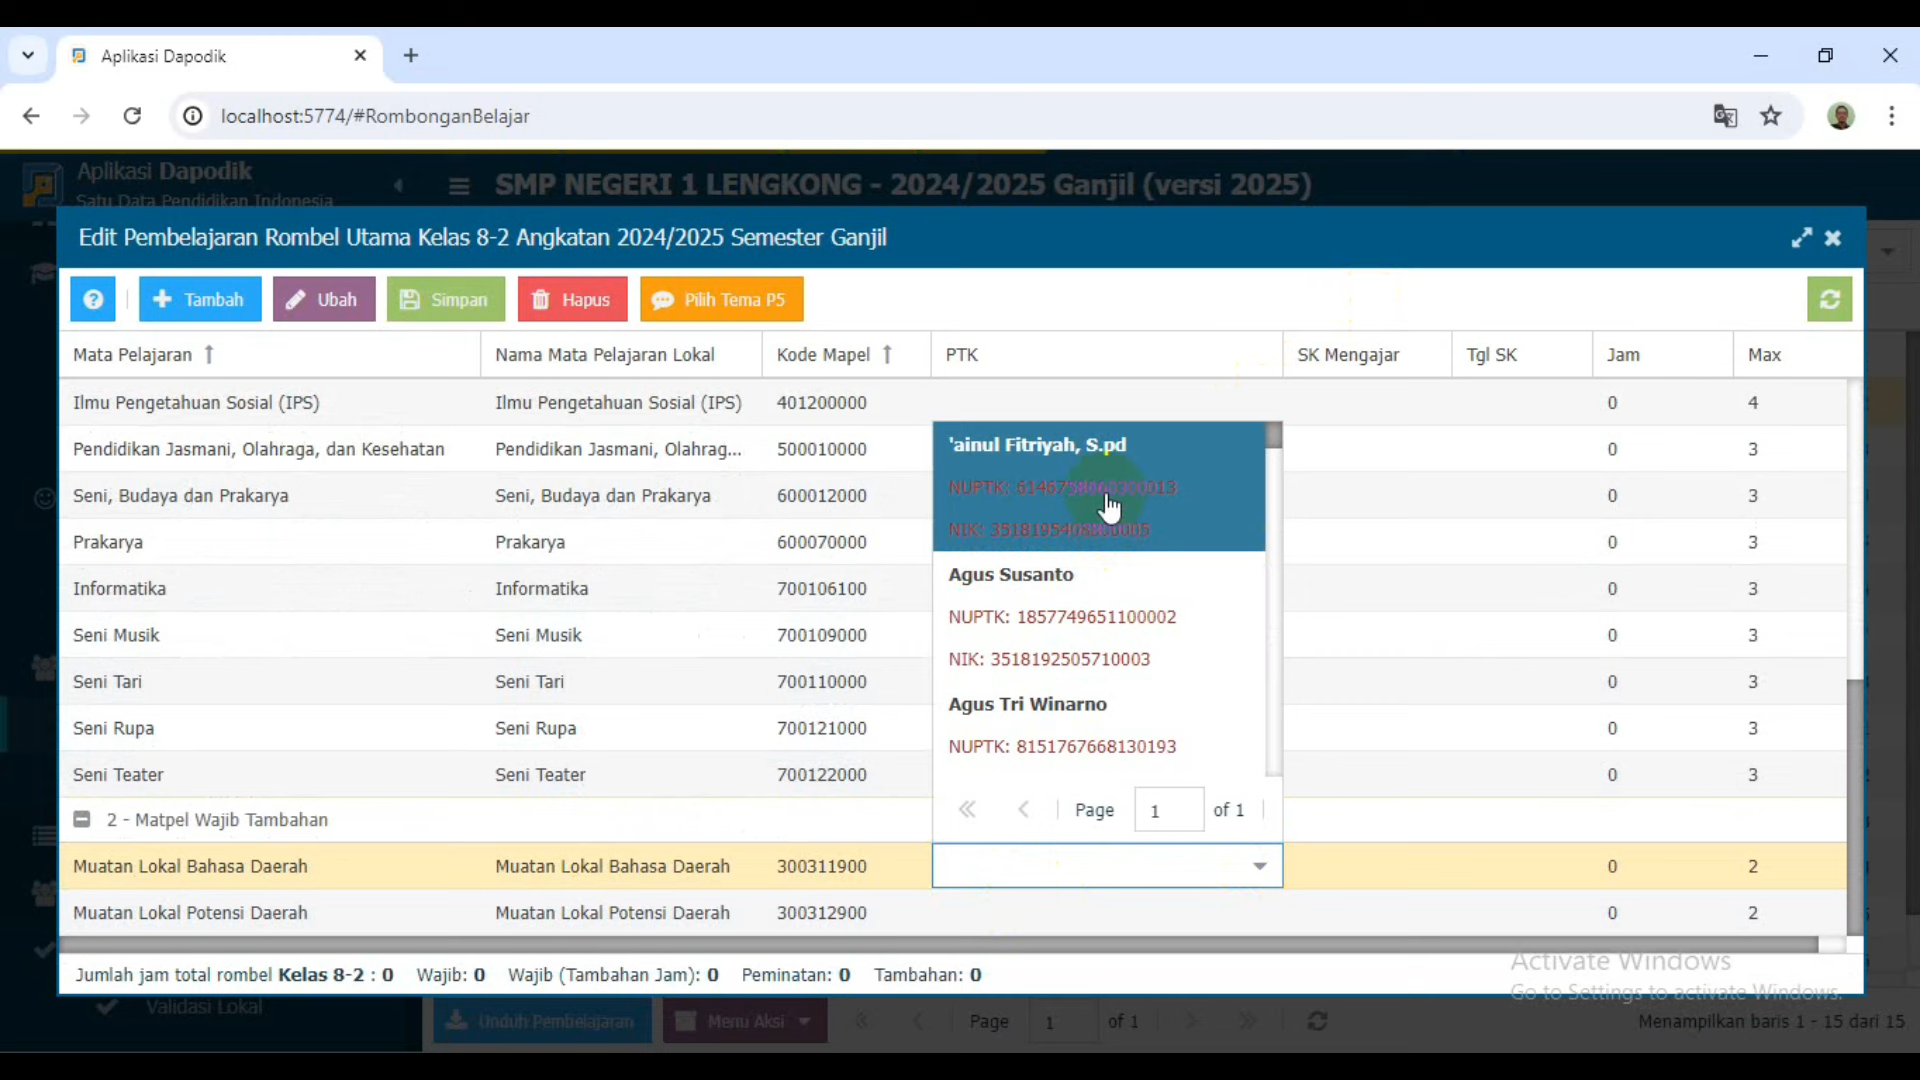 Aplikasi Dapodik
localhost:5774/#RombonganBelajar
Aplikasi Dapodik
Satu Data Pendidikan Indonesia
SMP NEGERI 1 LENGKONG - 2024/2025 Ganjil (versi 2025)
Edit Pembelajaran Rombel Utama Kelas 8-2 Angkatan 2024/2025 Semester Ganjil
Tambah Ubah Simpan Hapus Pilih Tema P5
Mata Pelajaran Nama Mata Pelajaran Lokal Kode Mapel PTK SK Mengajar Tgl SK Jam Max
Ilmu Pengetahuan Sosial (IPS) Ilmu Pengetahuan Sosial (IPS) 401200000 0 4
Pendidikan Jasmani, Olahraga, dan Kesehatan Pendidikan Jasmani, Olahrag... 500010000 0 3
Seni, Budaya dan Prakarya Seni, Budaya dan Prakarya 600012000 0 3
Prakarya Prakarya 600070000 0 3
Informatika Informatika 700106100 0 3
Seni Musik Seni Musik 700109000 0 3
Seni Tari Seni Tari 700110000 0 3
Seni Rupa Seni Rupa 700121000 0 3
Seni Teater Seni Teater 700122000 0 3
'ainul Fitriyah, S.pd
NUPTK:
NIK:
Agus Susanto
NUPTK: 1857749651100002
NIK: 3518192505710003
Agus Tri Winarno
NUPTK: 8151767668130193
Page 1 of 1
2 - Matpel Wajib Tambahan
Muatan Lokal Bahasa Daerah Muatan Lokal Bahasa Daerah 300311900 0 2
Muatan Lokal Potensi Daerah Muatan Lokal Potensi Daerah 300312900 0 2
Jumlah jam total rombel Kelas 8-2 : 0 Wajib: 0 Wajib (Tambahan Jam): 0 Peminatan: 0 Tambahan: 0
Activate Windows
Go to Settings to activate Windows.
Validasi Lokal
Unduh Pembelajaran Menu Aksi Page 1 of 1 Menampilkan baris 1 - 15 dari 15